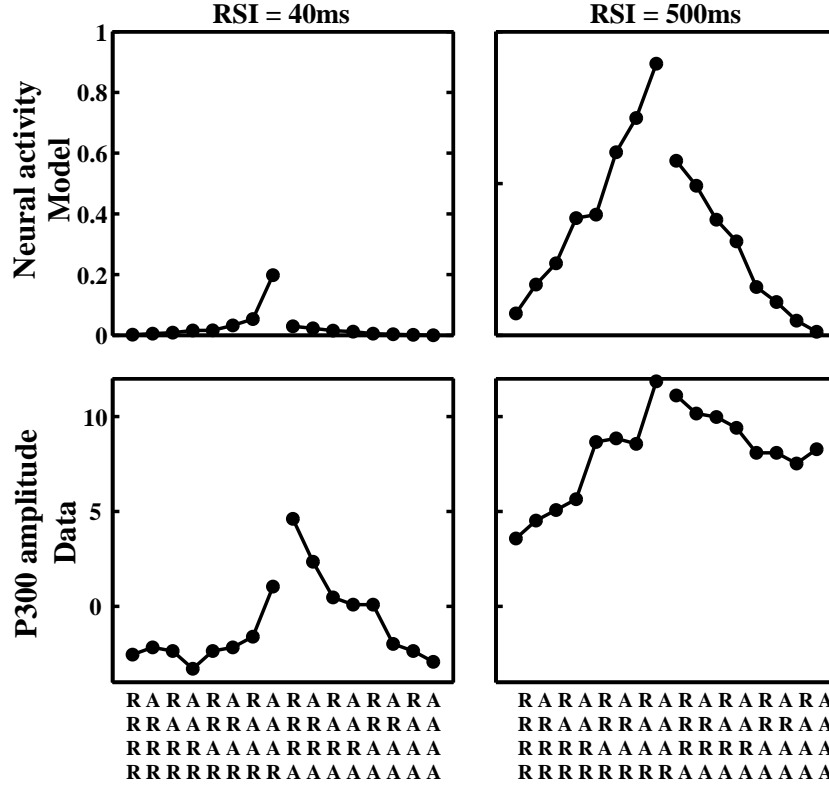 RSI = 40ms
RSI = 500ms
Neural activity
Model
1
0.8
0.6
0.4
0.2
0
P300 amplitude
Data
10
5
0
R A R A R A R A R A R A R A R A
R R A A R R A A R R A A R R A A
R R R R A A A A R R R R A A A A
R R R R R R R R A A A A A A A A
R A R A R A R A R A R A R A R A
R R A A R R A A R R A A R R A A
R R R R A A A A R R R R A A A A
R R R R R R R R A A A A A A A A